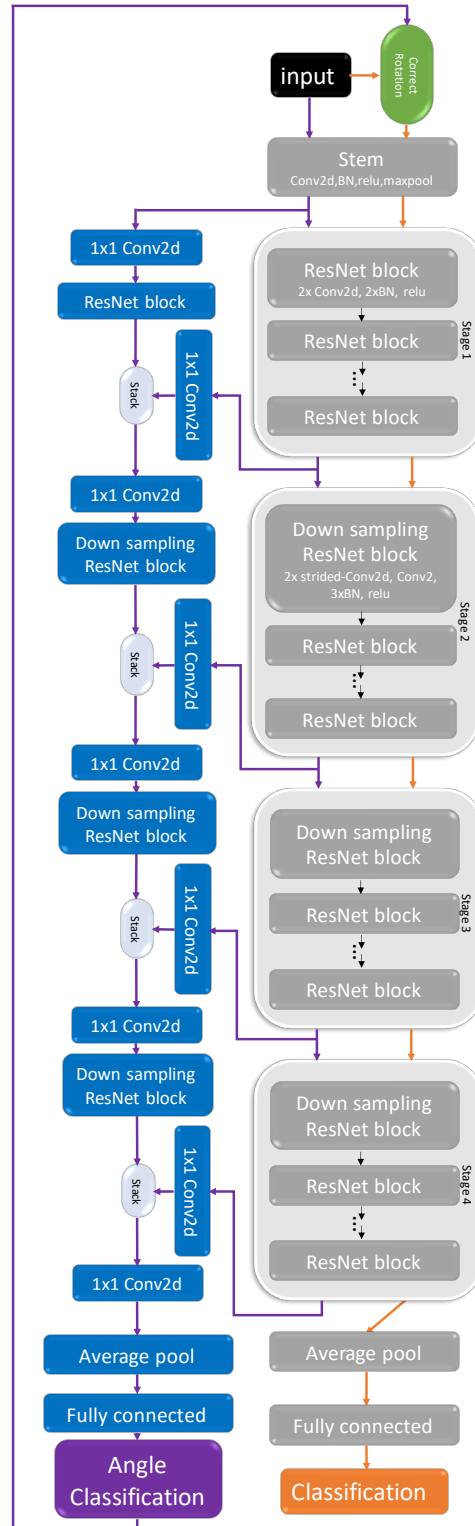 input
Correct
Rotation
Stem
Conv2d,BN,relu,maxpool
1x1 Conv2d
ResNet block
Stack
1x1 Conv2d
ResNet block
2x Conv2d, 2xBN, relu
ResNet block
...
ResNet block
Stage 1
1x1 Conv2d
Down sampling
ResNet block
Stack
1x1 Conv2d
Down sampling
ResNet block
2x strided-Conv2d, Conv2,
3xBN, relu
ResNet block
...
ResNet block
Stage 2
1x1 Conv2d
Down sampling
ResNet block
Stack
1x1 Conv2d
Down sampling
ResNet block
ResNet block
...
ResNet block
Stage 3
1x1 Conv2d
Down sampling
ResNet block
Stack
1x1 Conv2d
Down sampling
ResNet block
ResNet block
...
ResNet block
Stage 4
1x1 Conv2d
Average pool
Fully connected
Angle
Classification
Average pool
Fully connected
Classification